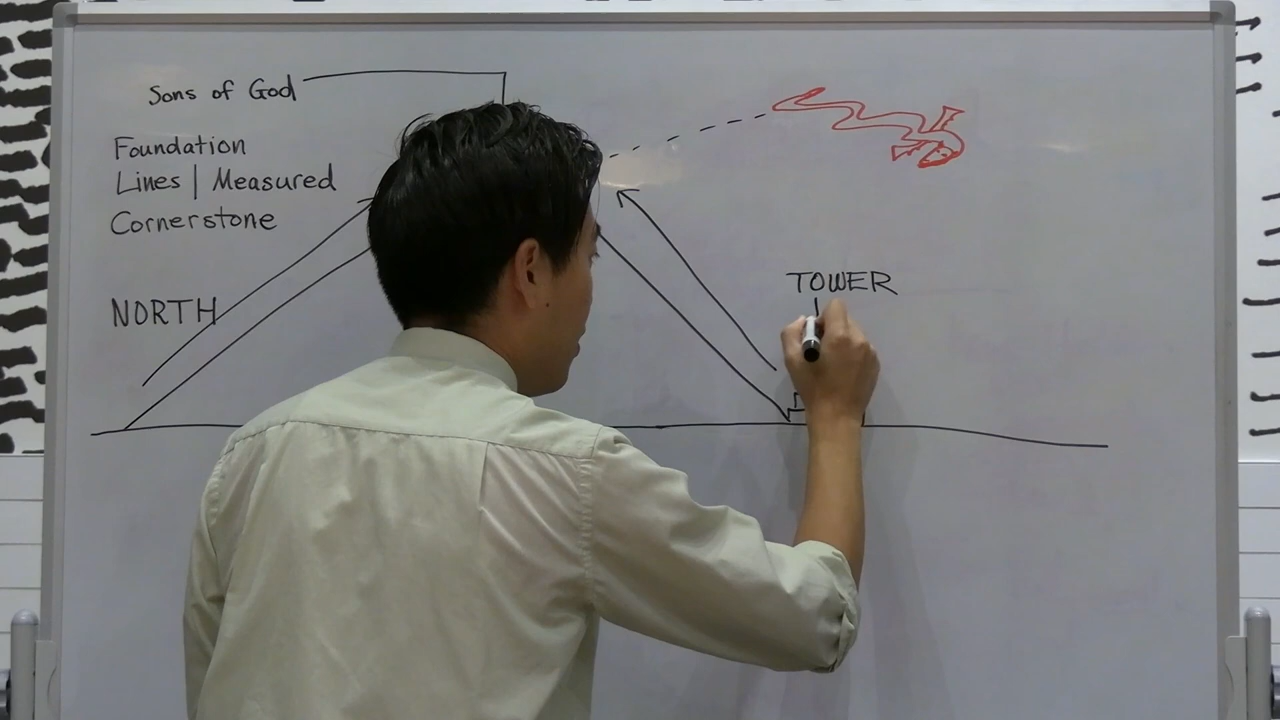 Sons of God
Foundation
Lines | Measured
Cornerstone
NORTH
TOWER